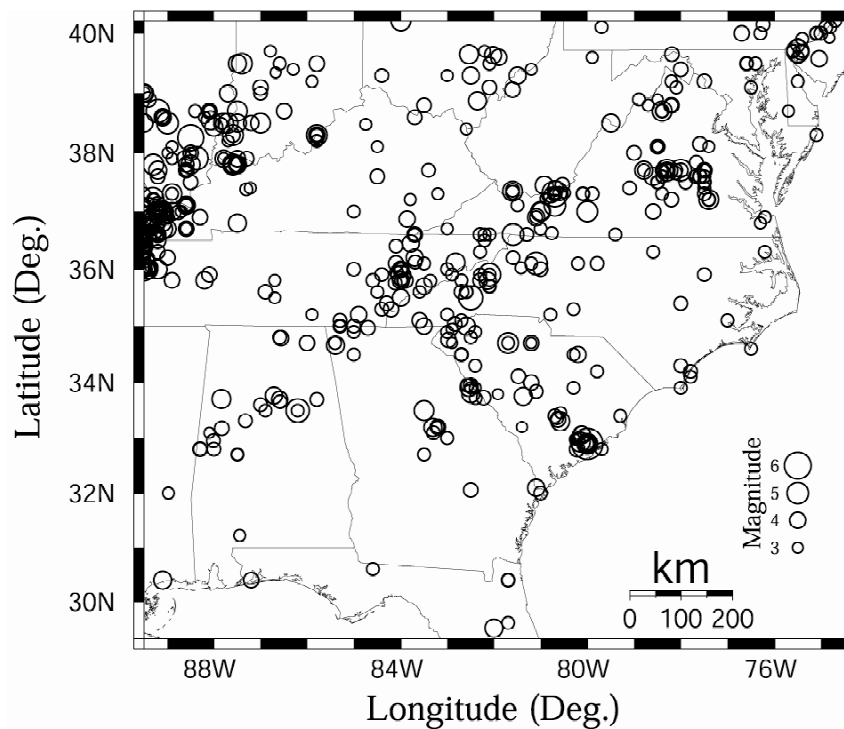 40N
38N
36N
34N
32N
30N
Latitude (Deg.)
88W 84W 80W 76W
Longitude (Deg.)
Magnitude
6
5
4
3
km
0 100 200